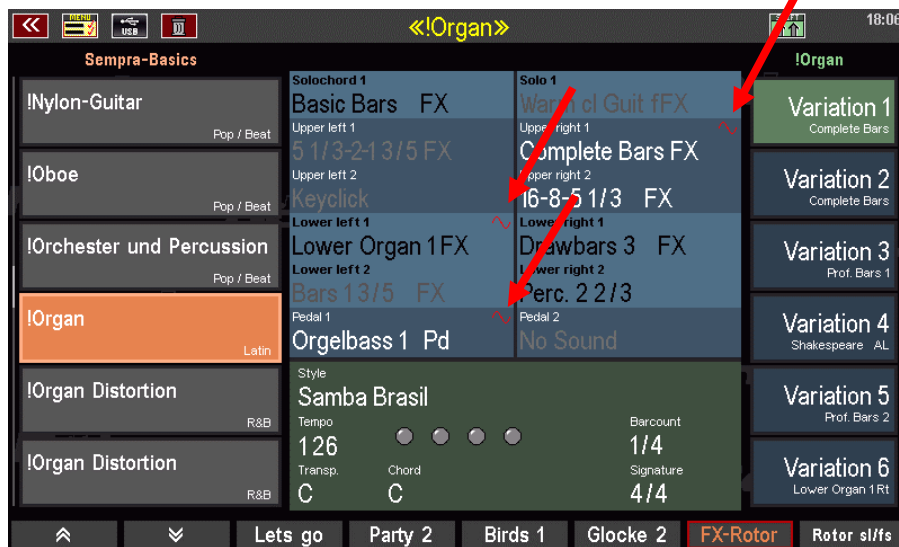 MENU
USB
«!Organ»
SHIFT
18:06
Sempra-Basics
!Organ
!Nylon-Guitar
Pop / Beat
!Oboe
Pop / Beat
!Orchester und Percussion
Pop / Beat
!Organ
Latin
!Organ Distortion
R&B
!Organ Distortion
R&B
Solochord 1
Basic Bars FX
Solo 1
Warm cl Guit fFX
Upper left 1
5 1/3-2-1 3/5 FX
Upper right 1
Complete Bars FX
Upper left 2
Keyclick
Upper right 2
16-8-5 1/3 FX
Lower left 1
Lower Organ 1 FX
Lower right 1
Drawbars 3 FX
Lower left 2
Bars 1 3/5 FX
Lower right 2
Perc. 2 2/3
Pedal 1
Orgelbass 1 Pd
Pedal 2
No Sound
Style
Samba Brasil
Tempo
126
Barcount
1/4
Transp.
C
Chord
C
Signature
4/4
Variation 1
Complete Bars
Variation 2
Complete Bars
Variation 3
Prof. Bars 1
Variation 4
Shakespeare AL
Variation 5
Prof. Bars 2
Variation 6
Lower Organ 1 Rt
Lets go
Party 2
Birds 1
Glocke 2
FX-Rotor
Rotor sl/fs